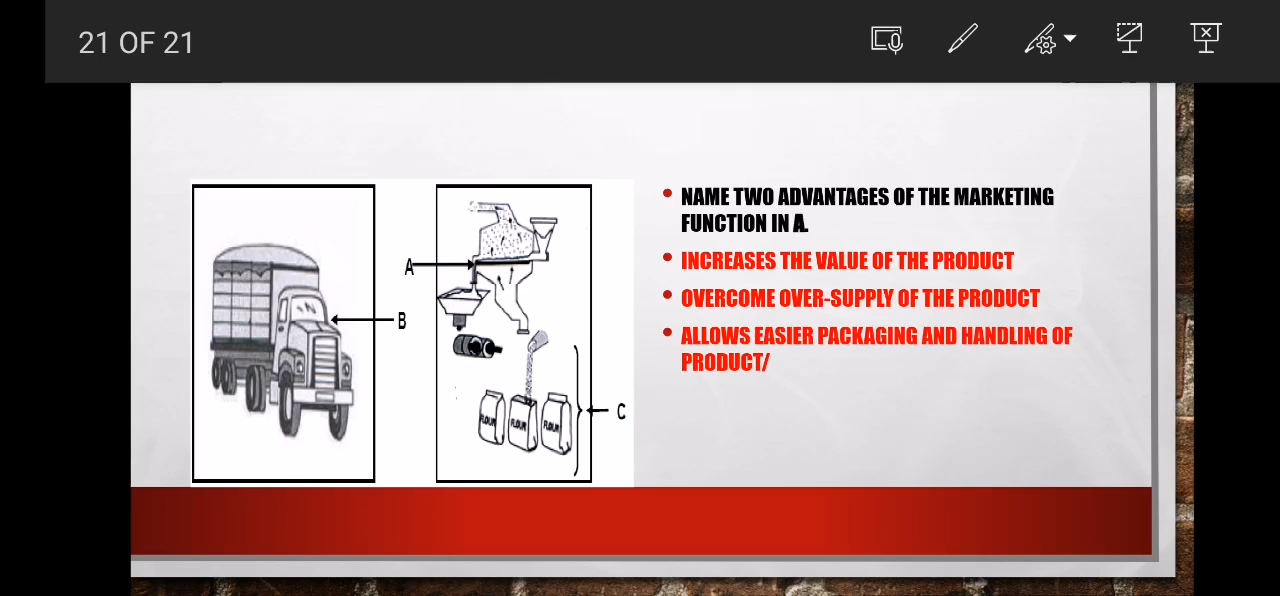 21 OF 21
NAME TWO ADVANTAGES OF THE MARKETING
FUNCTION IN A.
INCREASES THE VALUE OF THE PRODUCT
OVERCOME OVER-SUPPLY OF THE PRODUCT
ALLOWS EASIER PACKAGING AND HANDLING OF
PRODUCT/
A
B
C
FLOUR
FLOUR
FLOUR